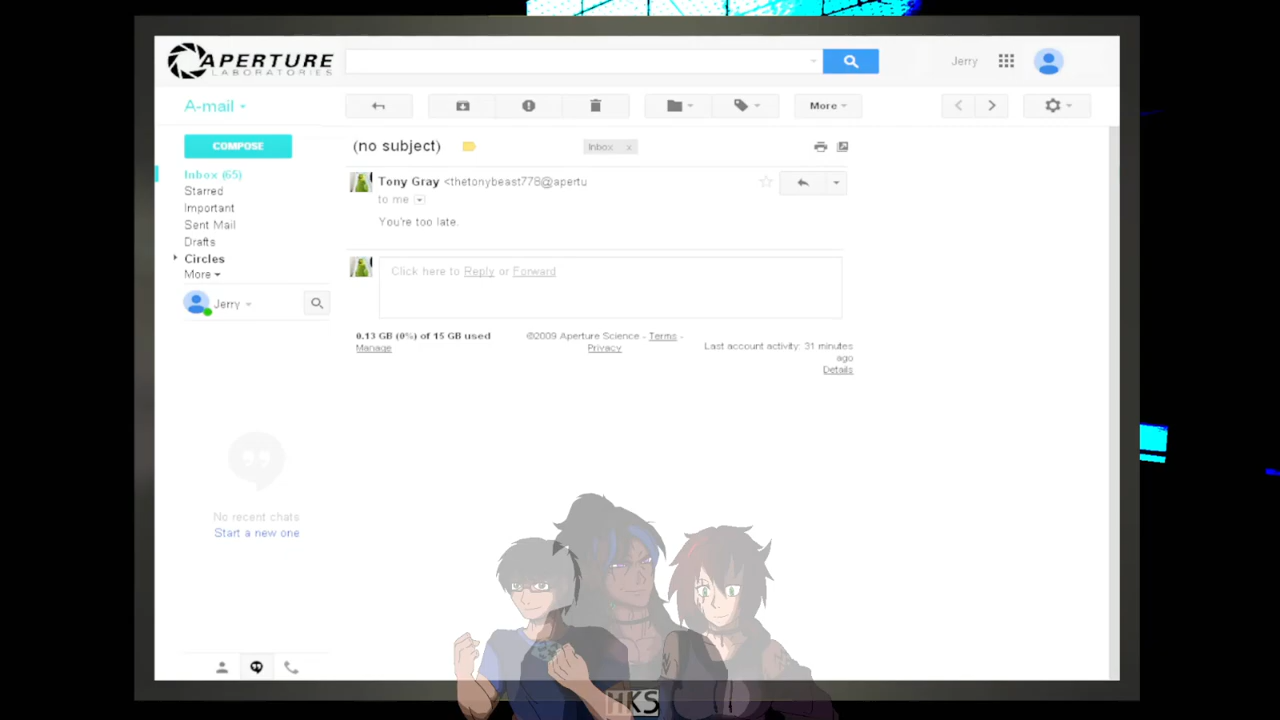 APERTURE
LABORATORIES
Jerry
A-mail
More
COMPOSE
(no subject)
Inbox x
Inbox (65)
Starred
Important
Sent Mail
Drafts
Circles
More
Jerry
Tony Gray <thetonybeast778@apertu
to me
You're too late.
Click here to Reply or Forward
0.13 GB (0%) of 15 GB used
Manage
©2009 Aperture Science - Terms -
Privacy
Last account activity: 31 minutes
ago
Details
No recent chats
Start a new one
HKS